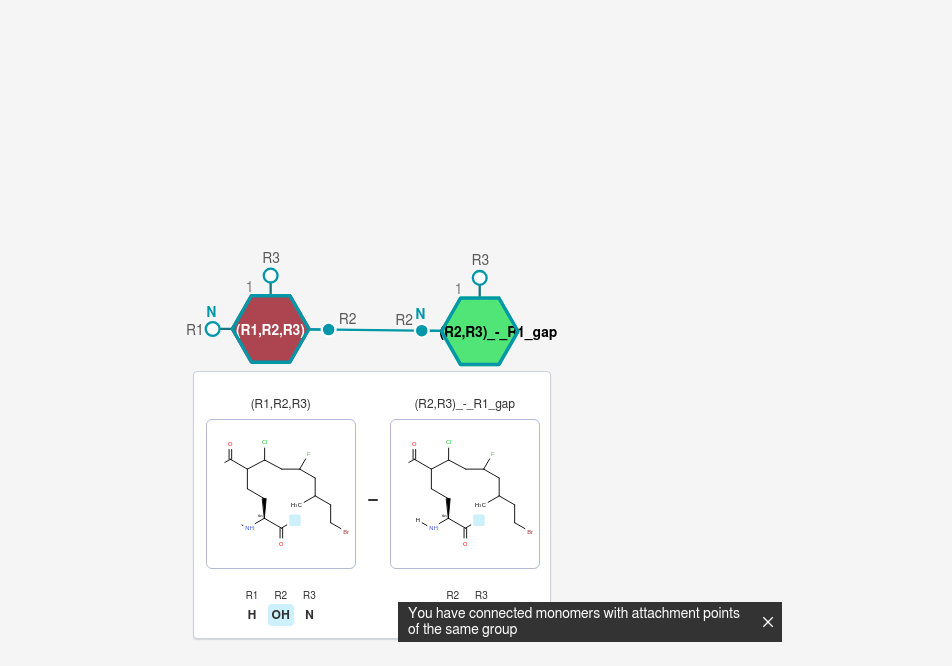 R3
R3
1
1
N
N
R1
(R1,R2,R3)
R2
R2
(R2,R3)_-_R1_gap
(R1,R2,R3)
(R2,R3)_-_R1_gap
O
Cl
F
H₃C
NH
O
Br
–
O
Cl
F
H₃C
H
NH
O
Br
R1 R2 R3
H OH N
R2 R3
You have connected monomers with attachment points
of the same group